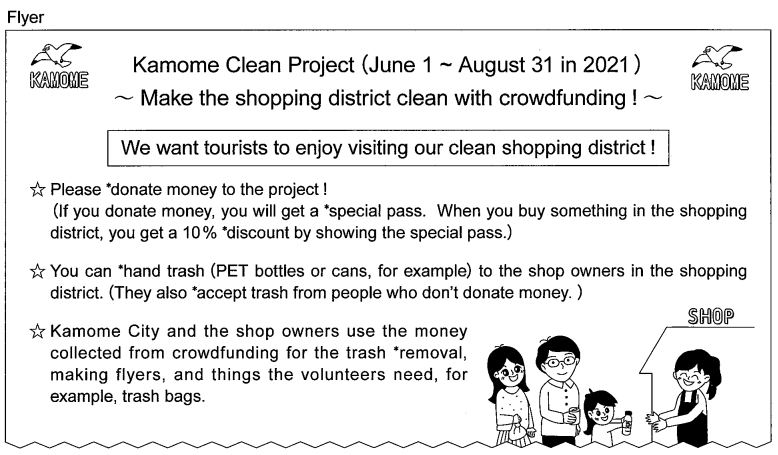 Flyer
KAMOME
KAMOME
Kamome Clean Project (June 1 ~ August 31 in 2021)
~ Make the shopping district clean with crowdfunding! ~
We want tourists to enjoy visiting our clean shopping district!
☆ Please *donate money to the project!
(If you donate money, you will get a *special pass. When you buy something in the shopping
district, you get a 10% *discount by showing the special pass.)
☆ You can *hand trash (PET bottles or cans, for example) to the shop owners in the shopping
district. (They also *accept trash from people who don't donate money.)
☆ Kamome City and the shop owners use the money
collected from crowdfunding for the trash *removal,
making flyers, and things the volunteers need, for
example, trash bags.
SHOP